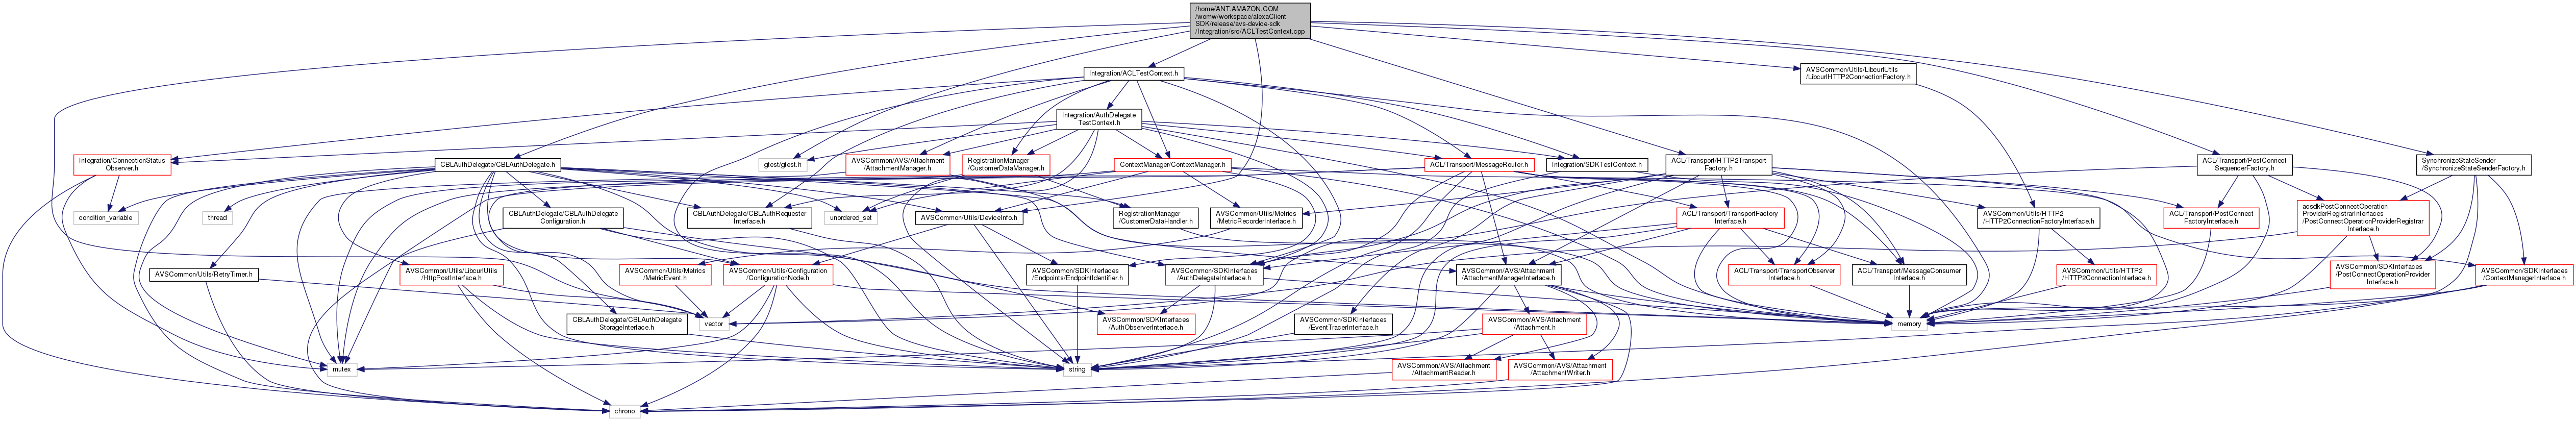 /home/ANT.AMAZON.COM
/womw/workspace/alexaClient
SDK/release/avs-device-sdk
/Integration/src/ACLTestContext.cpp
Integration/ACLTestContext.h
AVSCommon/Utils/LibcurlUtils
/LibcurlHTTP2ConnectionFactory.h
Integration/AuthDelegate
TestContext.h
Integration/ConnectionStatus
Observer.h
CBLAuthDelegate/CBLAuthDelegate.h
gtest/gtest.h
AVSCommon/AVS/Attachment
/AttachmentManager.h
RegistrationManager
/CustomerDataManager.h
ContextManager/ContextManager.h
ACL/Transport/MessageRouter.h
Integration/SDKTestContext.h
ACL/Transport/HTTP2Transport
Factory.h
ACL/Transport/PostConnect
SequencerFactory.h
SynchronizeStateSender
/SynchronizeStateSenderFactory.h
condition_variable
thread
CBLAuthDelegate/CBLAuthDelegate
Configuration.h
CBLAuthDelegate/CBLAuthRequester
Interface.h
unordered_set
AVSCommon/Utils/DeviceInfo.h
RegistrationManager
/CustomerDataHandler.h
AVSCommon/Utils/Metrics
/MetricRecorderInterface.h
ACL/Transport/TransportFactory
Interface.h
AVSCommon/Utils/HTTP2
/HTTP2ConnectionFactoryInterface.h
ACL/Transport/PostConnect
FactoryInterface.h
acsdkPostConnectOperation
ProviderRegistrarInterfaces
/PostConnectOperationProviderRegistrar
Interface.h
AVSCommon/Utils/RetryTimer.h
AVSCommon/Utils/LibcurlUtils
/HttpPostInterface.h
AVSCommon/Utils/Metrics
/MetricEvent.h
AVSCommon/Utils/Configuration
/ConfigurationNode.h
AVSCommon/SDKInterfaces
/Endpoints/EndpointIdentifier.h
AVSCommon/SDKInterfaces
/AuthDelegateInterface.h
AVSCommon/AVS/Attachment
/AttachmentManagerInterface.h
ACL/Transport/TransportObserver
Interface.h
ACL/Transport/MessageConsumer
Interface.h
AVSCommon/Utils/HTTP2
/HTTP2ConnectionInterface.h
AVSCommon/SDKInterfaces
/PostConnectOperationProvider
Interface.h
AVSCommon/SDKInterfaces
/ContextManagerInterface.h
CBLAuthDelegate/CBLAuthDelegate
StorageInterface.h
vector
AVSCommon/SDKInterfaces
/AuthObserverInterface.h
AVSCommon/SDKInterfaces
/EventTracerInterface.h
AVSCommon/AVS/Attachment
/Attachment.h
memory
mutex
string
AVSCommon/AVS/Attachment
/AttachmentReader.h
AVSCommon/AVS/Attachment
/AttachmentWriter.h
chrono